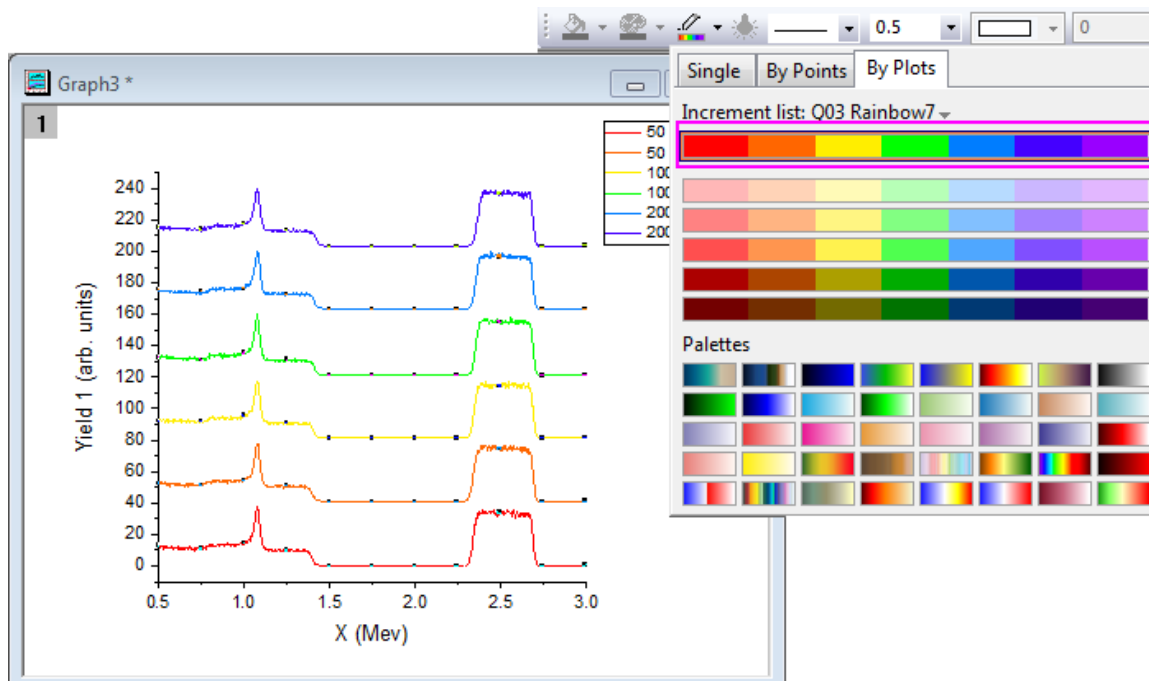 0.5
0
Graph3 *
Single
By Points
By Plots
Increment list: Q03 Rainbow7
1
50
50
100
100
200
200
240
220
200
180
160
140
120
100
80
60
40
20
0
Yield 1 (arb. units)
0.5 1.0 1.5 2.0 2.5 3.0
X (Mev)
Palettes